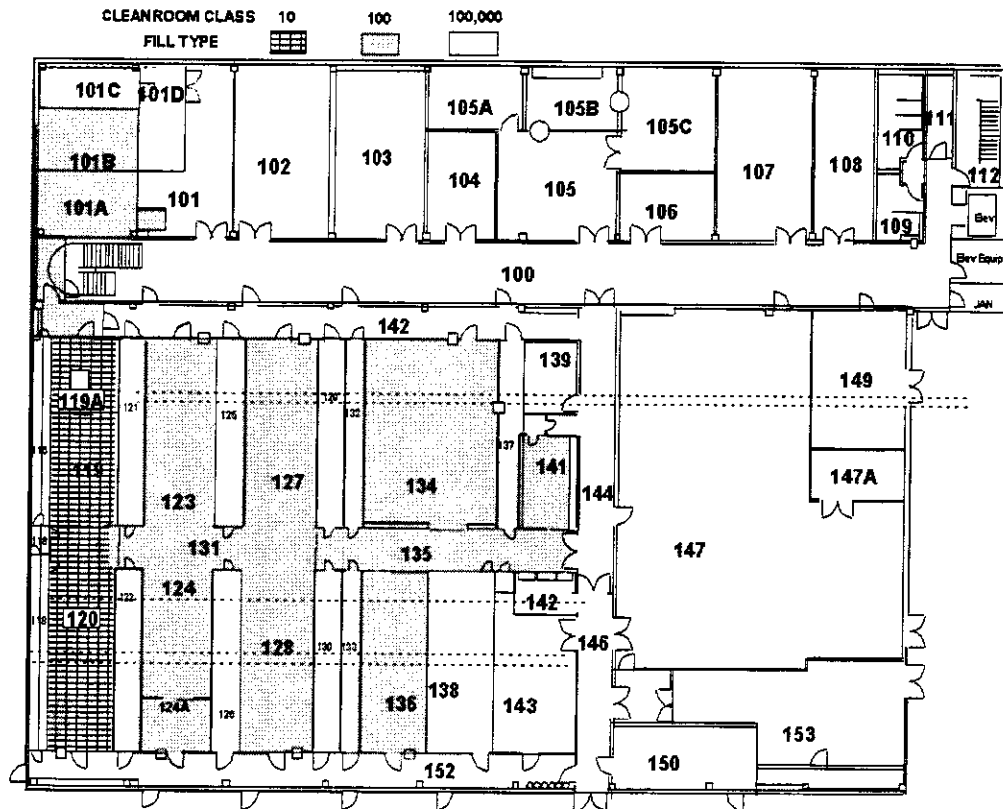 CLEANROOM CLASS 10 100 100,000
FILL TYPE
101C 101D 105A 105B 105C 111
101B 102 103 104 107 108 110
101A 101 105 106 109 112
Elev
100 Elev Equip
JAN
142
139
119A 121 125 132 149
137 141
123 127 134 144 147A
131 135 147
124
122 142
120 128 130 133 146
124A 126 136 138 143 153
150
152